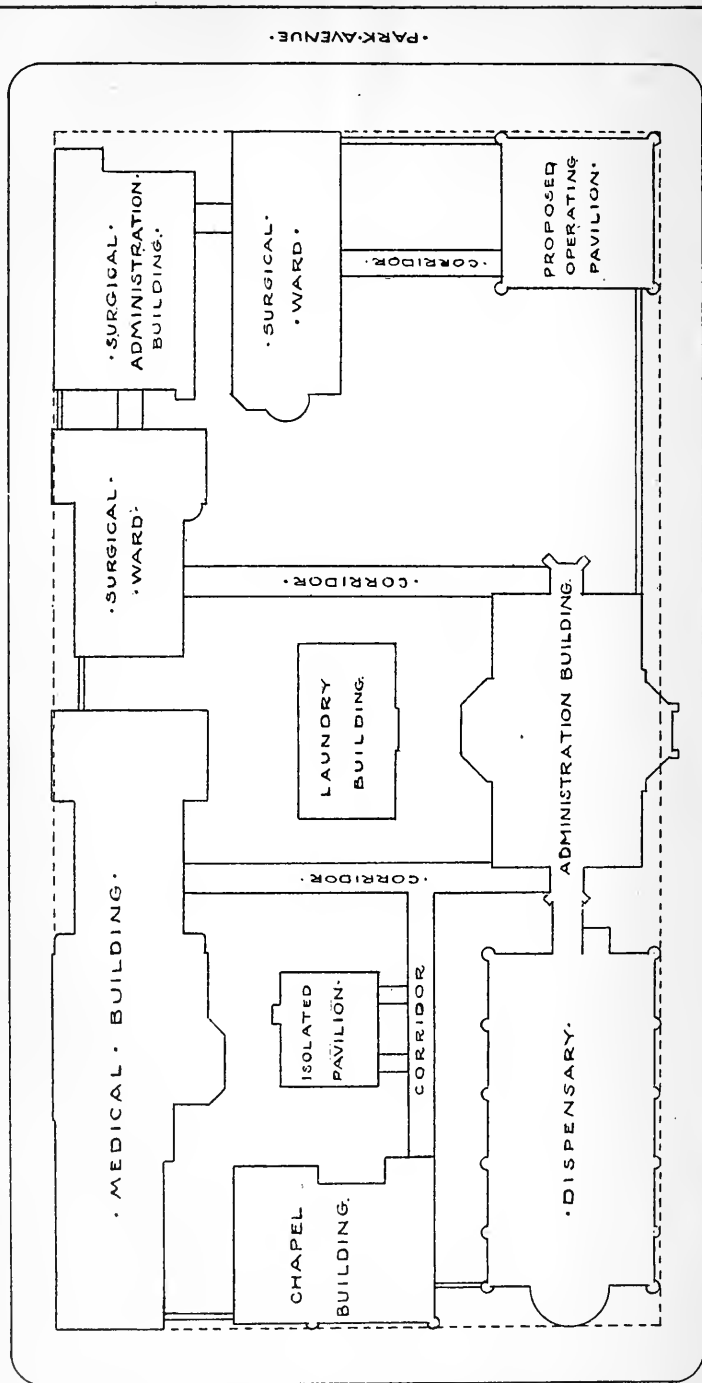 ·PARK·AVENUE·
·SURGICAL·
ADMINISTRATION·
BUILDING.
·SURGICAL·
·WARD·
·CORRIDOR·
PROPOSED
OPERATING
PAVILION·
·SURGICAL·
·WARD·
·CORRIDOR·
LAUNDRY
BUILDING.
ADMINISTRATION BUILDING.
·MEDICAL · BUILDING·
·CORRIDOR·
ISOLATED
PAVILION·
CORRIDOR
CHAPEL
BUILDING.
·DISPENSARY·